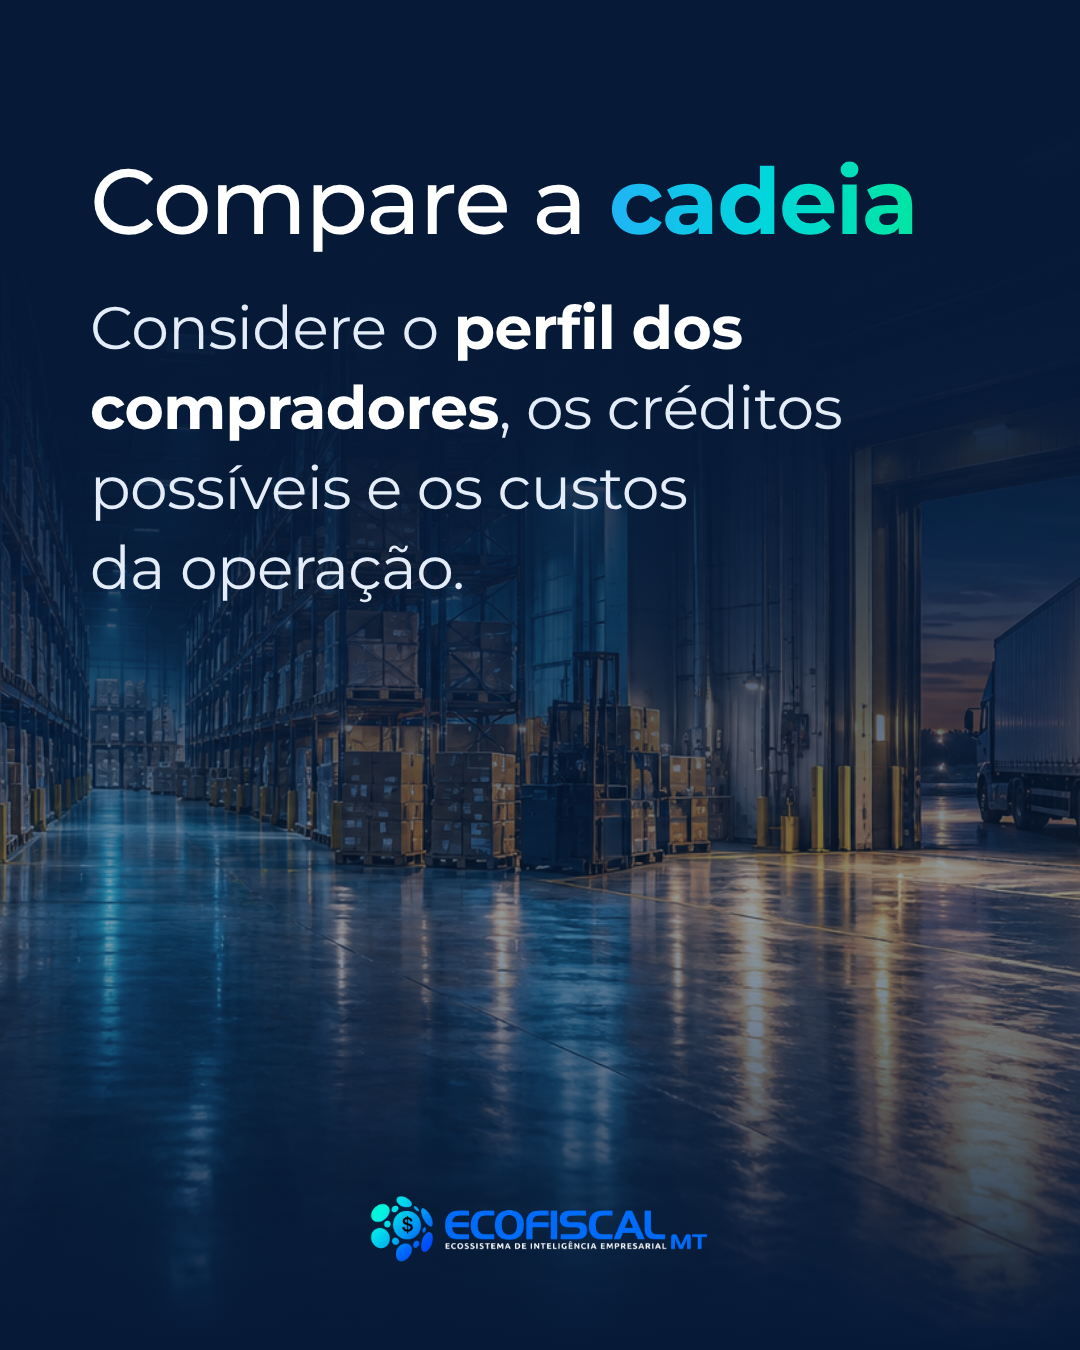 Compare a cadeia
Considere o perfil dos
compradores, os créditos
possíveis e os custos
da operação.
$
ECOFISCAL
ECOSSISTEMA DE INTELIGÊNCIA EMPRESARIAL MT